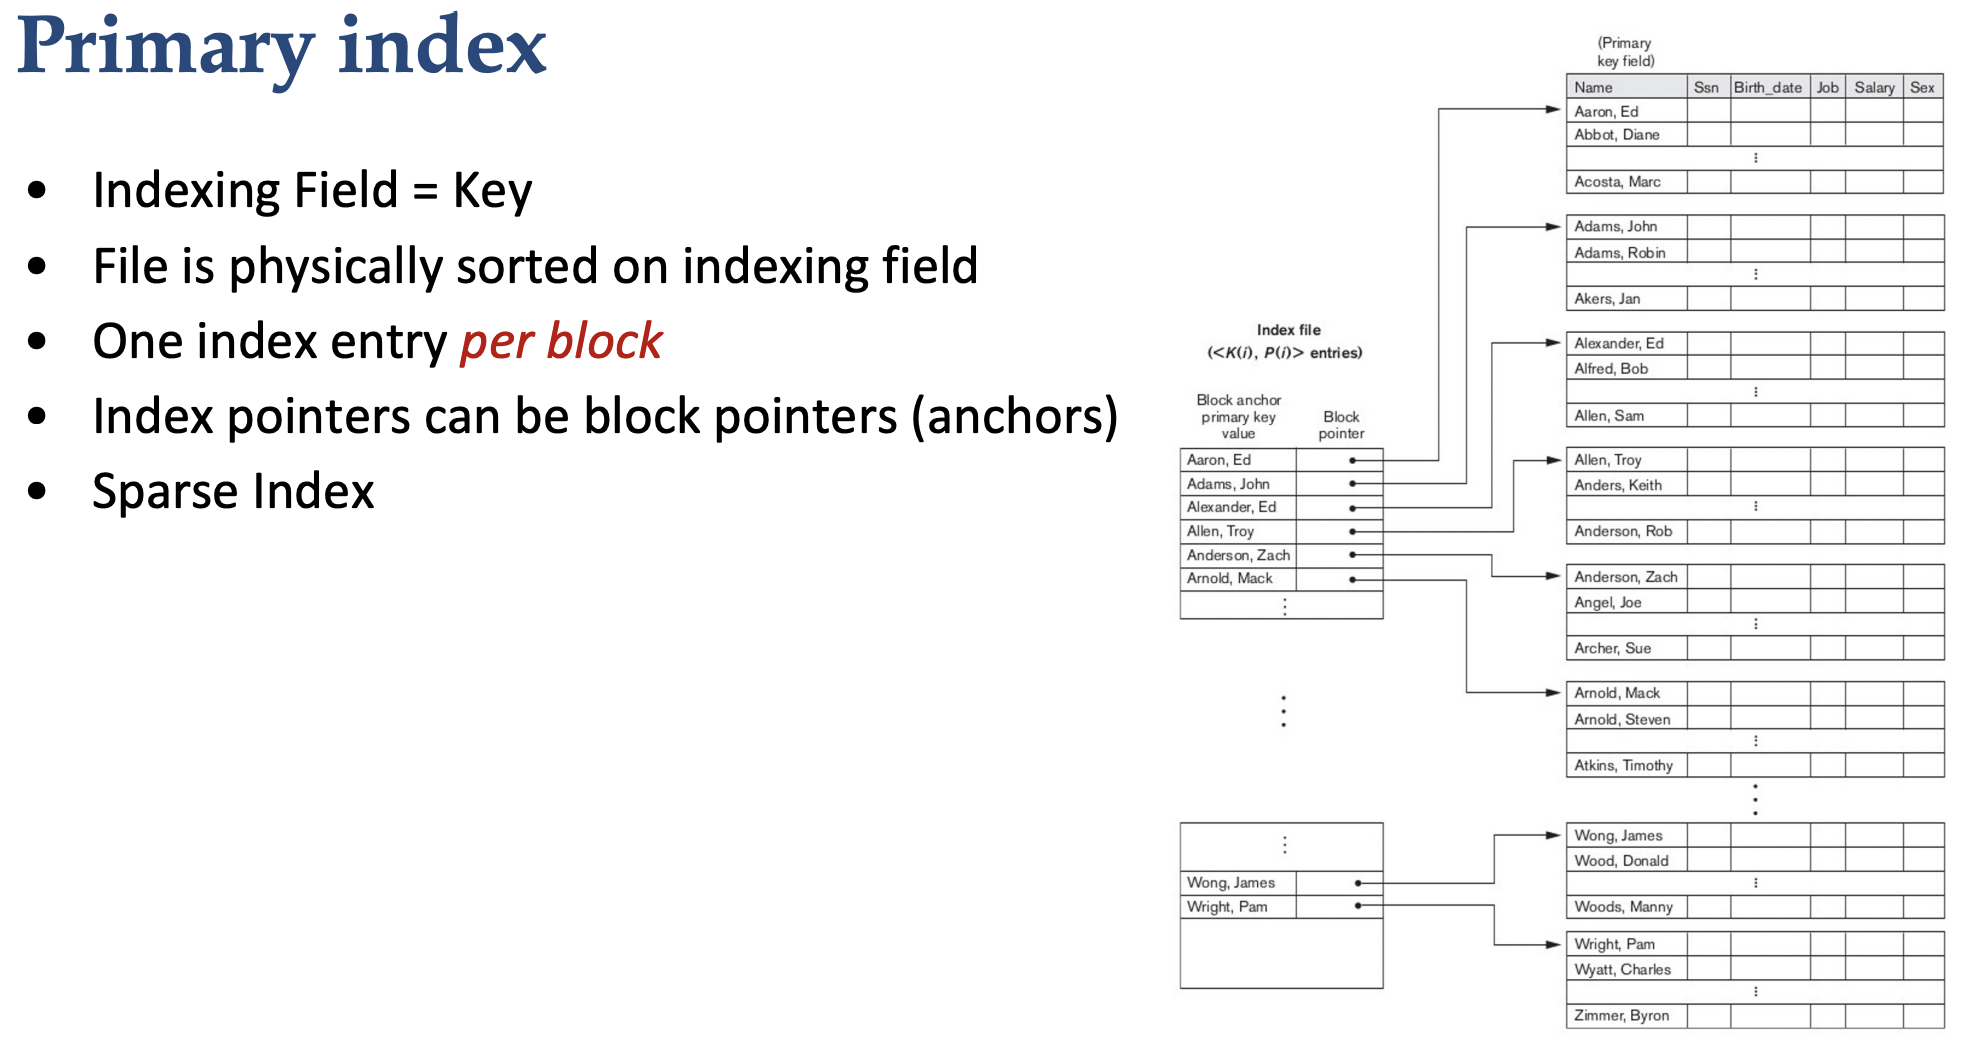 Primary index
• Indexing Field = Key
• File is physically sorted on indexing field
• One index entry per block
• Index pointers can be block pointers (anchors)
• Sparse Index
Index file
(<K(i), P(i)> entries)
Block anchor
primary key
value
Block
pointer
Aaron, Ed
Adams, John
Alexander, Ed
Allen, Troy
Anderson, Zach
Arnold, Mack
⋮
⋮
⋮
Wong, James
Wright, Pam
(Primary
key field)
Name Ssn Birth_date Job Salary Sex
Aaron, Ed
Abbot, Diane
⋮
Acosta, Marc
Adams, John
Adams, Robin
⋮
Akers, Jan
Alexander, Ed
Alfred, Bob
⋮
Allen, Sam
Allen, Troy
Anders, Keith
⋮
Anderson, Rob
Anderson, Zach
Angel, Joe
⋮
Archer, Sue
Arnold, Mack
Arnold, Steven
⋮
Atkins, Timothy
⋮
Wong, James
Wood, Donald
⋮
Woods, Manny
Wright, Pam
Wyatt, Charles
⋮
Zimmer, Byron